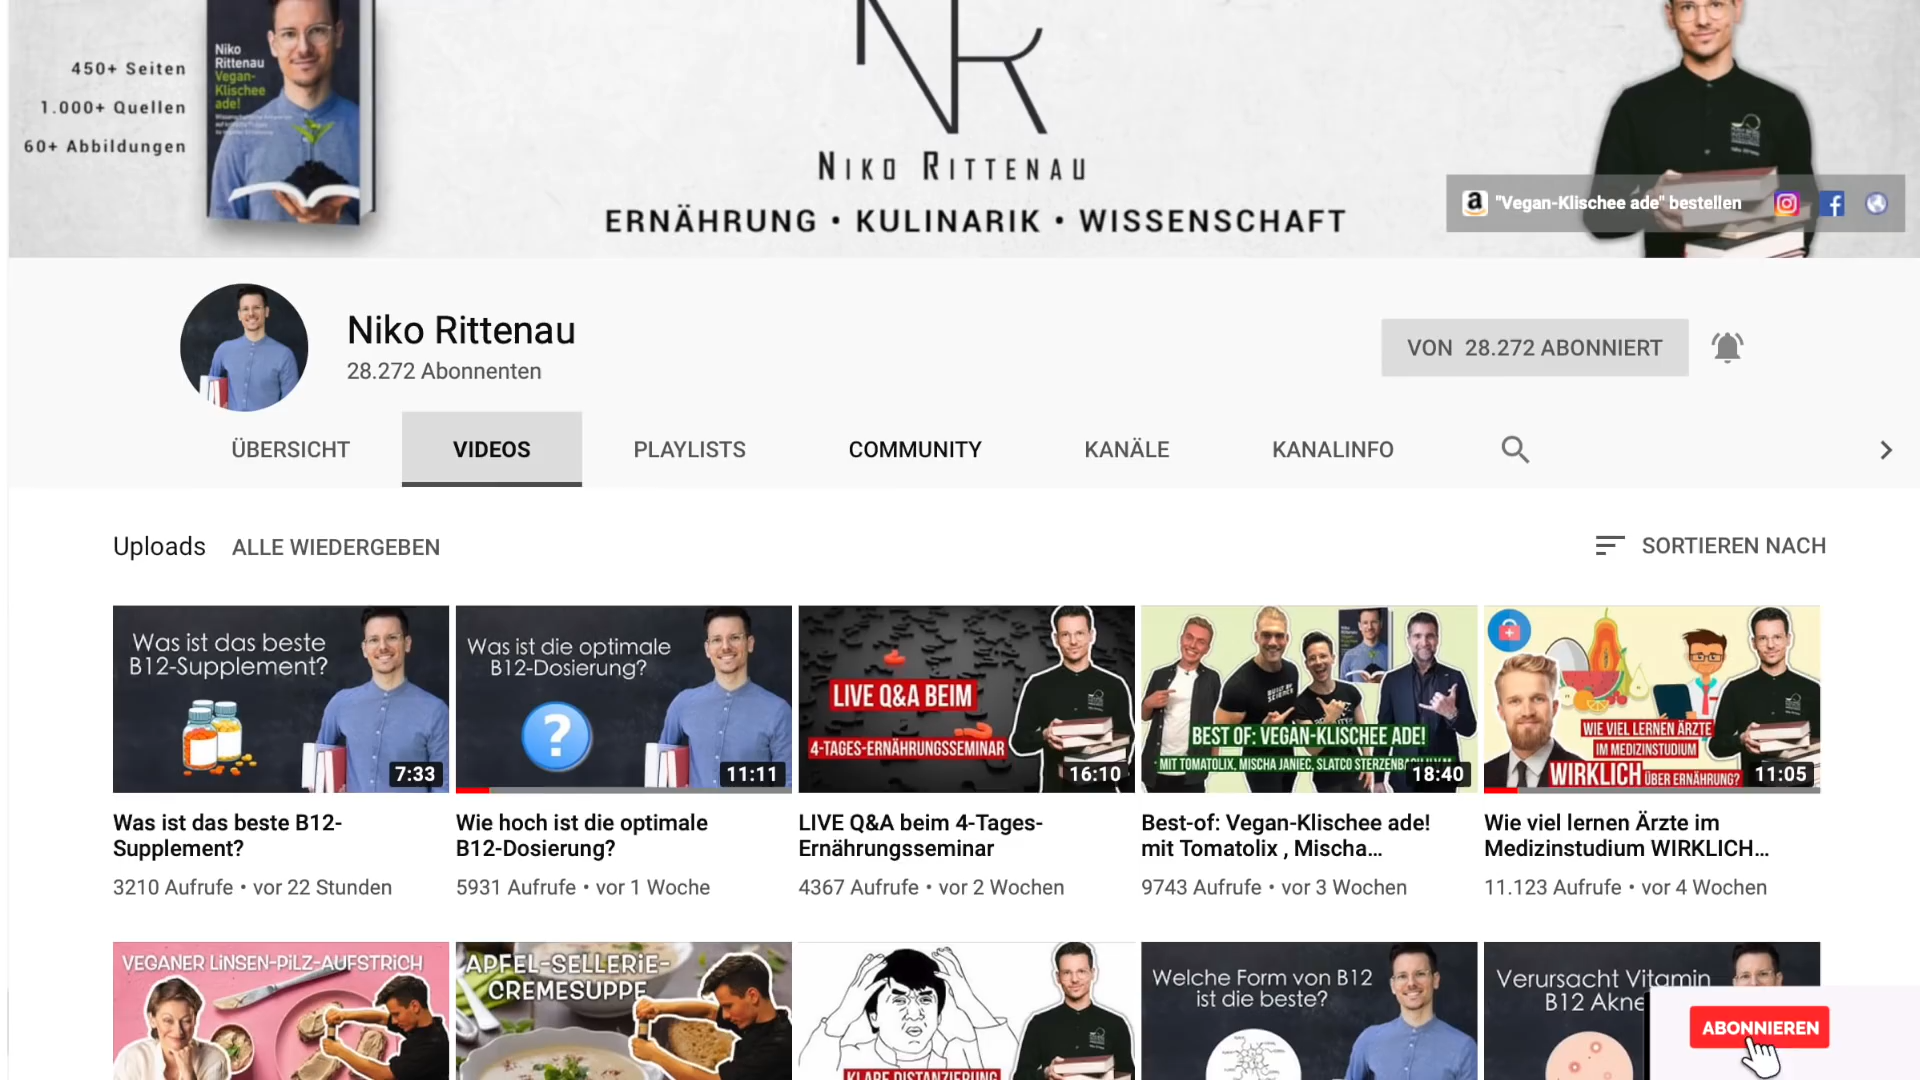 450+ Seiten
1.000+ Quellen
60+ Abbildungen
Niko
Rittenau
Vegan-
Klischee
ade!
NR
NIKO RITTENAU
ERNÄHRUNG • KULINARIK • WISSENSCHAFT
"Vegan-Klischee ade" bestellen
Niko Rittenau
28.272 Abonnenten
VON 28.272 ABONNIERT
ÜBERSICHT VIDEOS PLAYLISTS COMMUNITY KANÄLE KANALINFO
Uploads ALLE WIEDERGEBEN
SORTIEREN NACH
Was ist das beste
B12-Supplement?
7:33
Was ist die optimale
B12-Dosierung?
?
11:11
LIVE Q&A BEIM
4-TAGES-ERNÄHRUNGSSEMINAR
16:10
BEST OF: VEGAN-KLISCHEE ADE!
MIT TOMATOLIX, MISCHA JANIEC, SLATCO
18:40
WIE VIEL LERNEN ÄRZTE
IM MEDIZINSTUDIUM
WIRKLICH ÜBER ERNÄHRUNG?
11:05
Was ist das beste B12-
Supplement?
3210 Aufrufe • vor 22 Stunden
Wie hoch ist die optimale
B12-Dosierung?
5931 Aufrufe • vor 1 Woche
LIVE Q&A beim 4-Tages-
Ernährungsseminar
4367 Aufrufe • vor 2 Wochen
Best-of: Vegan-Klischee ade!
mit Tomatolix , Mischa...
9743 Aufrufe • vor 3 Wochen
Wie viel lernen Ärzte im
Medizinstudium WIRKLICH...
11.123 Aufrufe • vor 4 Wochen
VEGANER LINSEN-PILZ-AUFSTRICH
APFEL-SELLERIE-
CREMESUPPE
KLARE DISTANZIERUNG
Welche Form von B12
ist die beste?
Verursacht Vitamin
B12 Akne
ABONNIEREN